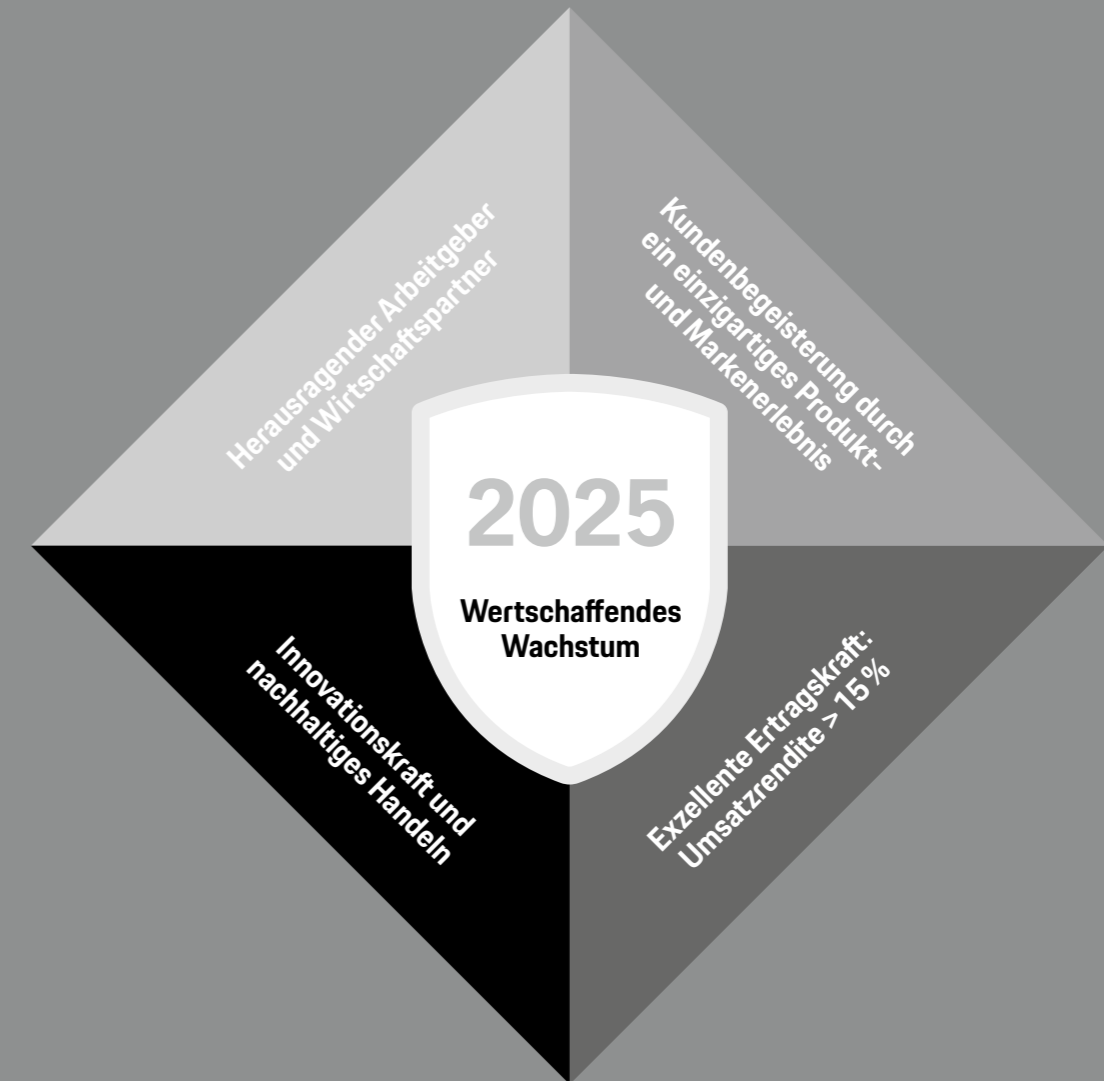 Herausragender Arbeitgeber
und Wirtschaftspartner
Kundenbegeisterung durch
ein einzigartiges Produkt-
und Markenerlebnis
2025
Wertschaffendes
Wachstum
Innovationskraft und
nachhaltiges Handeln
Exzellente Ertragskraft:
Umsatzrendite > 15 %